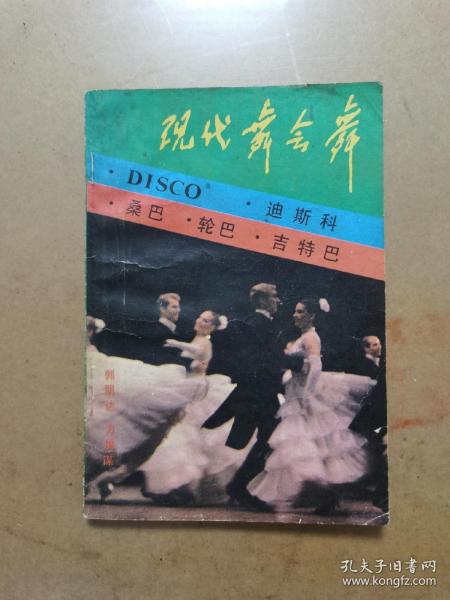 现代舞会舞
·DISCO ·迪斯科
·桑巴 ·轮巴 ·吉特巴
孔夫子旧书网
www.kongfz.com